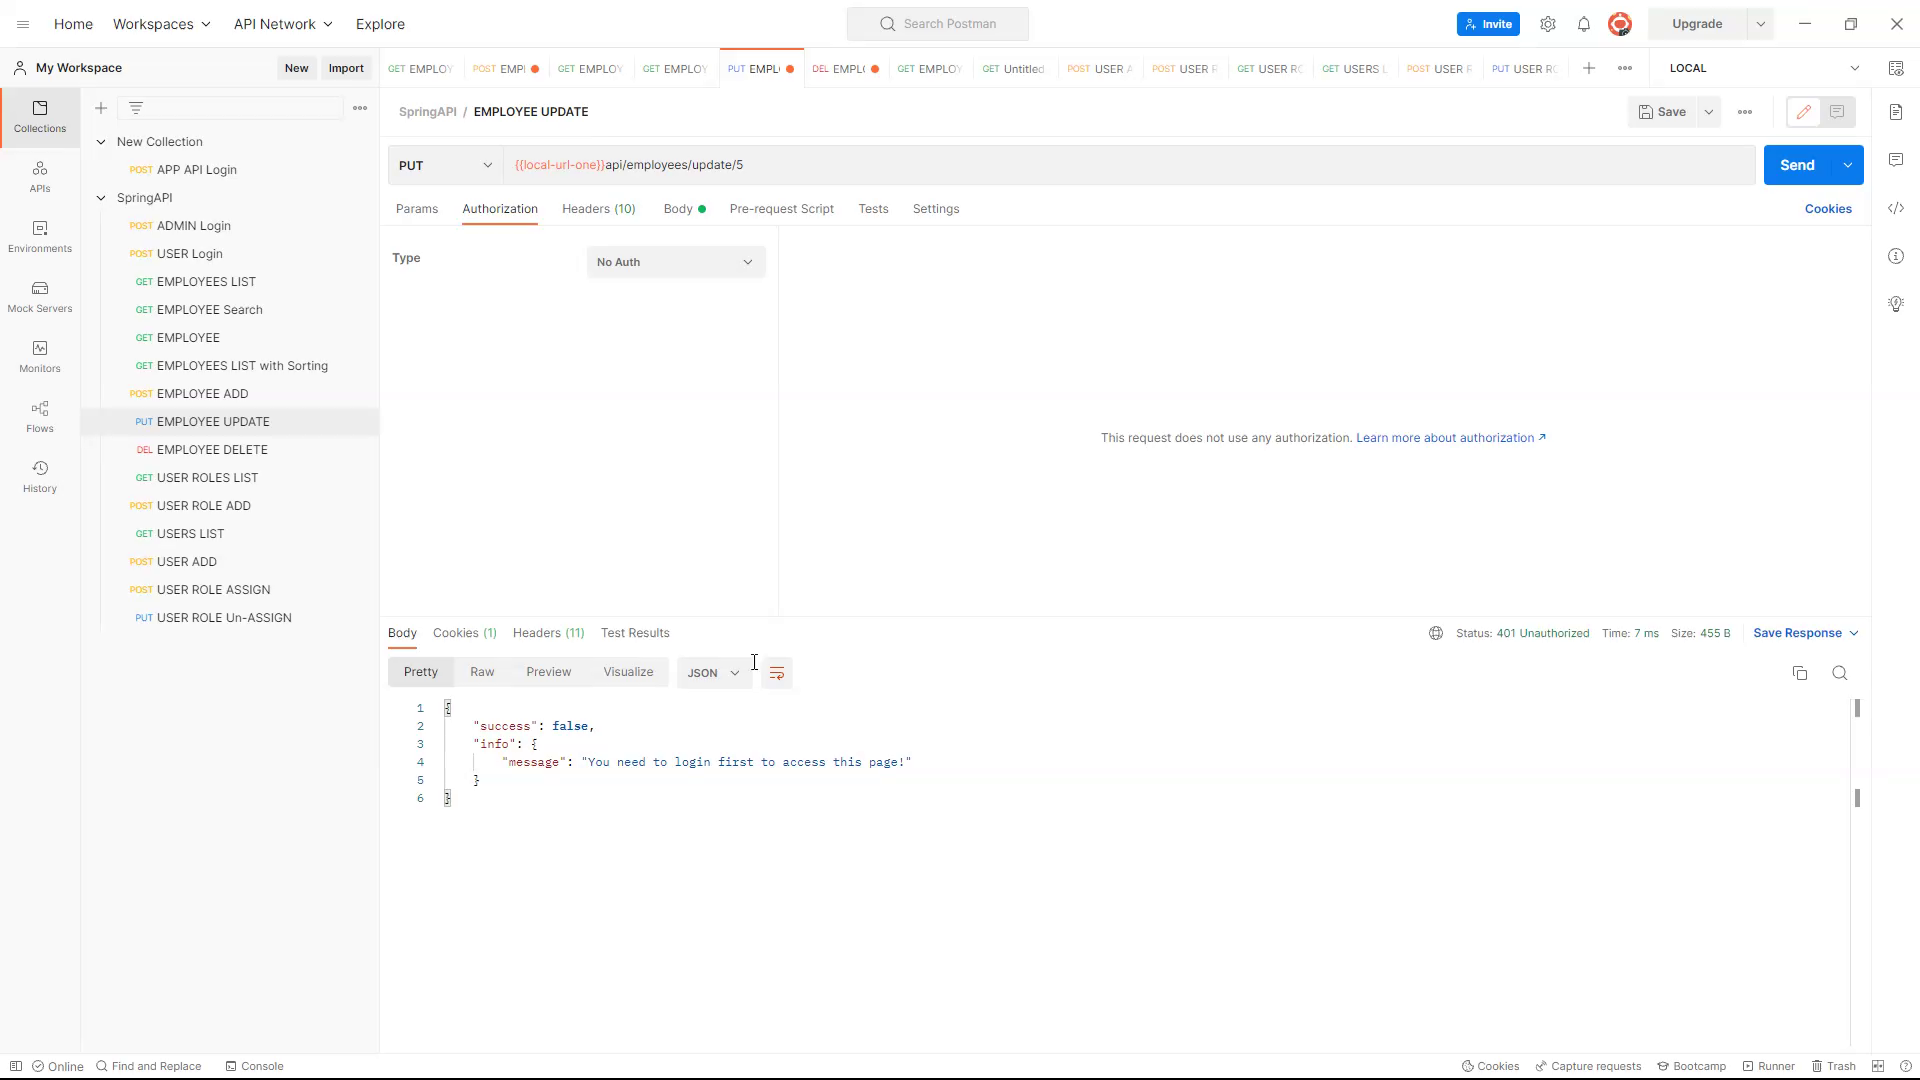 Home Workspaces API Network Explore Search Postman Invite Upgrade
My Workspace New Import
GET EMPLOY POST EMPL GET EMPLOY GET EMPLOY PUT EMPL DEL EMPL GET EMPLOY GET Untitled POST USER A POST USER R GET USER RO GET USERS L POST USER R PUT USER RO LOCAL
Collections
APIs
Environments
Mock Servers
Monitors
Flows
History
New Collection
POST APP API Login
SpringAPI
POST ADMIN Login
POST USER Login
GET EMPLOYEES LIST
GET EMPLOYEE Search
GET EMPLOYEE
GET EMPLOYEES LIST with Sorting
POST EMPLOYEE ADD
PUT EMPLOYEE UPDATE
DEL EMPLOYEE DELETE
GET USER ROLES LIST
POST USER ROLE ADD
GET USERS LIST
POST USER ADD
POST USER ROLE ASSIGN
PUT USER ROLE Un-ASSIGN
SpringAPI / EMPLOYEE UPDATE Save
PUT {{local-url-one}}api/employees/update/5 Send
Params Authorization Headers (10) Body Pre-request Script Tests Settings Cookies
Type No Auth
This request does not use any authorization. Learn more about authorization ↗
Body Cookies (1) Headers (11) Test Results Status: 401 Unauthorized Time: 7 ms Size: 455 B Save Response
Pretty Raw Preview Visualize JSON
1 {
2 "success": false,
3 "info": {
4 "message": "You need to login first to access this page!"
5 }
6 }
Online Find and Replace Console Cookies Capture requests Bootcamp Runner Trash